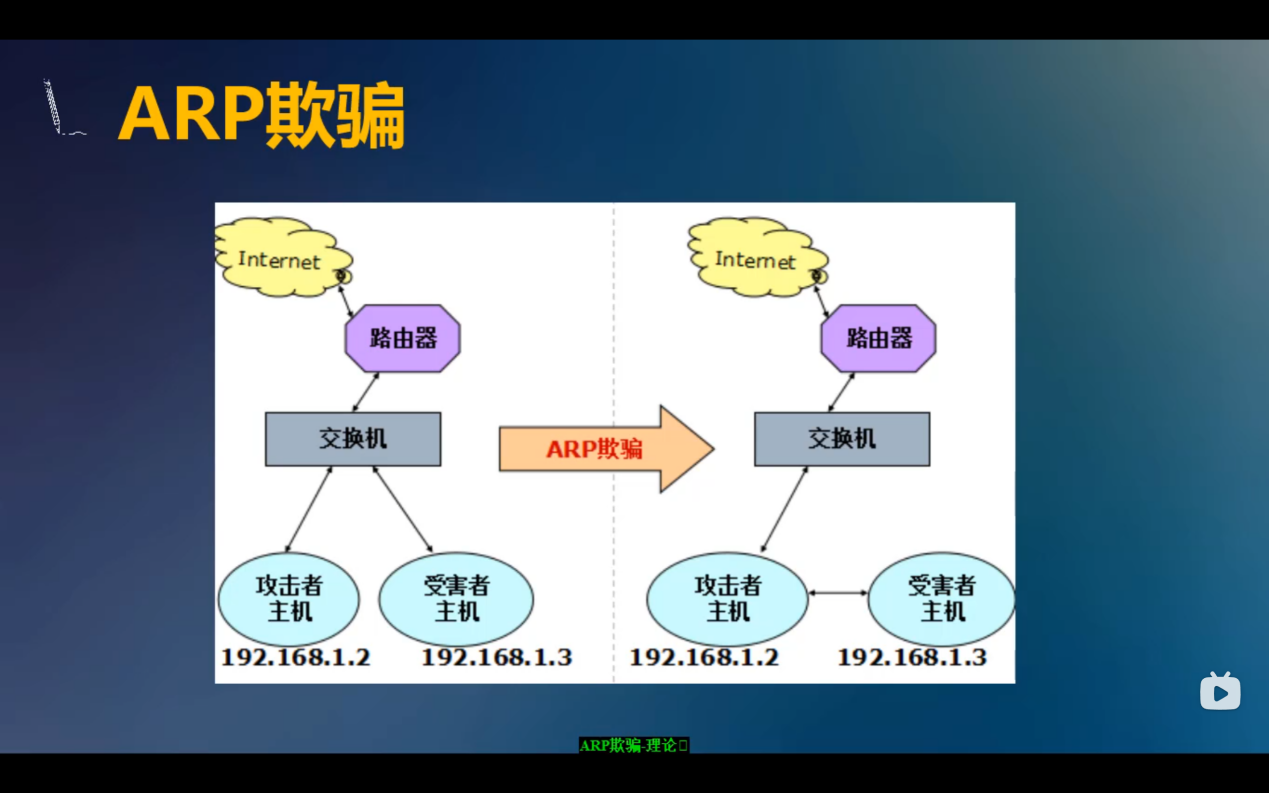 ARP欺骗
Internet
Internet
路由器
路由器
交换机
ARP欺骗
交换机
攻击者
主机
受害者
主机
攻击者
主机
受害者
主机
192.168.1.2
192.168.1.3
192.168.1.2
192.168.1.3
ARP欺骗-理论